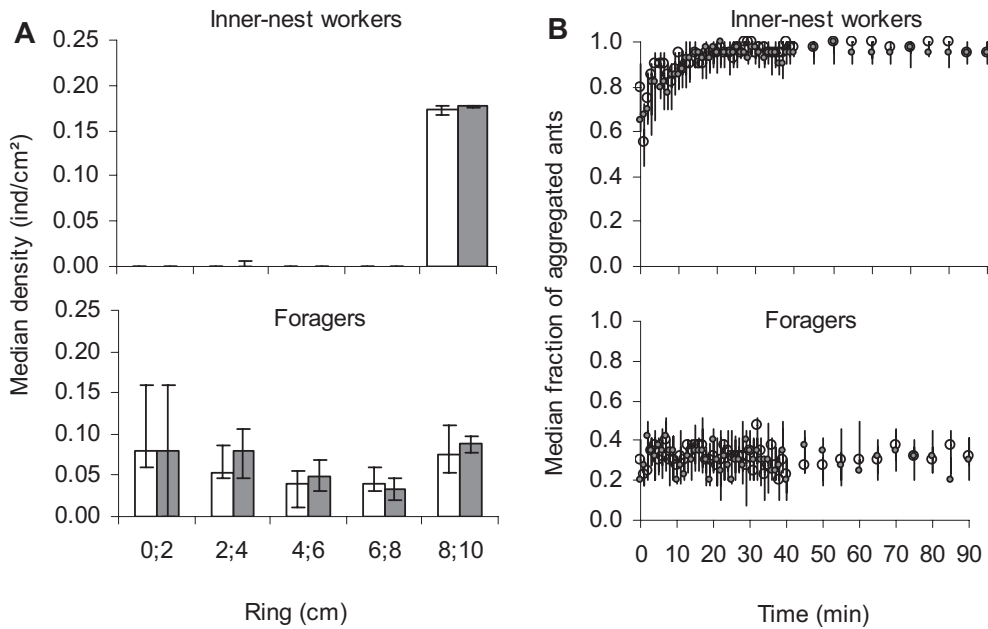 A
Inner-nest workers
0.25
0.20
0.15
0.10
0.05
0.00
Foragers
0.25
0.20
0.15
0.10
0.05
0.00
Median density (ind/cm²)
0;2 2;4 4;6 6;8 8;10
Ring (cm)
B
Inner-nest workers
1.0
0.8
0.6
0.4
0.2
0.0
Foragers
1.0
0.8
0.6
0.4
0.2
0.0
Median fraction of aggregated ants
0 10 20 30 40 50 60 70 80 90
Time (min)